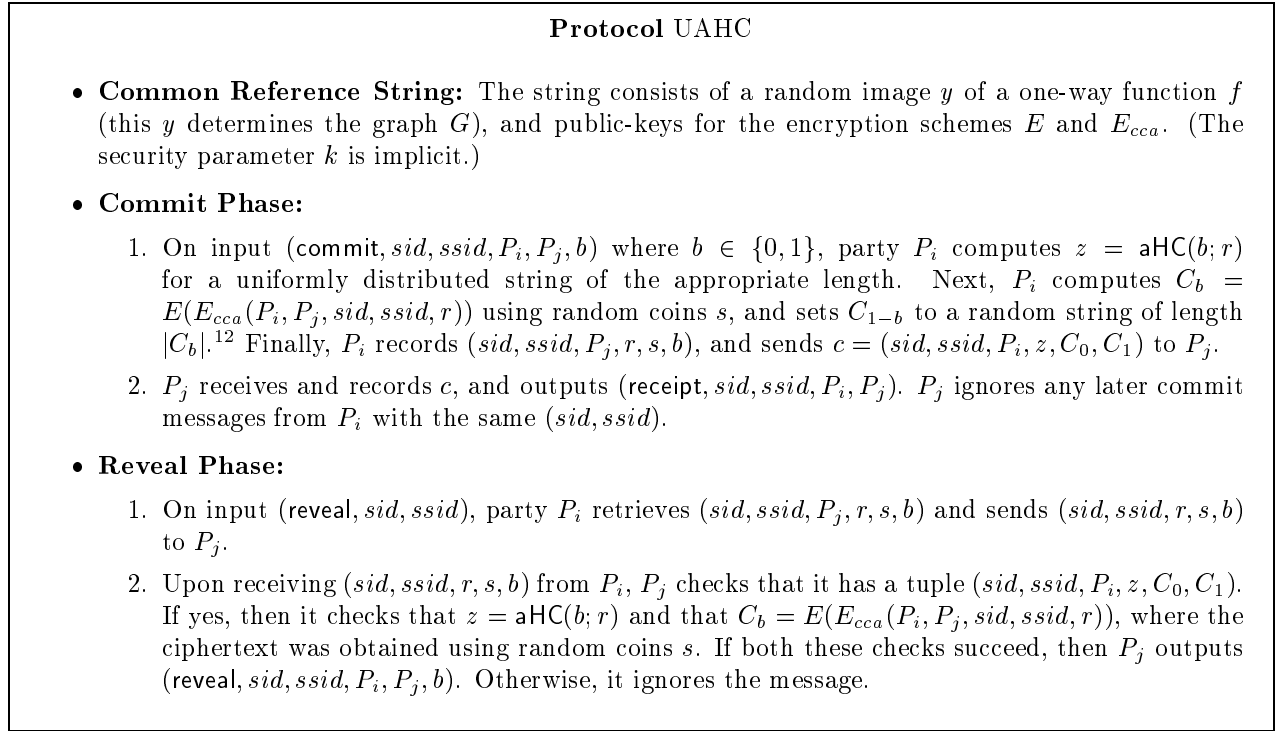 Protocol UAHC
• Common Reference String: The string consists of a random image y of a one-way function f
(this y determines the graph G), and public-keys for the encryption schemes E and E_cca. (The
security parameter k is implicit.)
• Commit Phase:
1. On input (commit, sid, ssid, P_i, P_j, b) where b ∈ {0, 1}, party P_i computes z = aHC(b; r)
for a uniformly distributed string of the appropriate length. Next, P_i computes C_b =
E(E_cca(P_i, P_j, sid, ssid, r)) using random coins s, and sets C_{1−b} to a random string of length
|C_b|.^12 Finally, P_i records (sid, ssid, P_j, r, s, b), and sends c = (sid, ssid, P_i, z, C_0, C_1) to P_j.
2. P_j receives and records c, and outputs (receipt, sid, ssid, P_i, P_j). P_j ignores any later commit
messages from P_i with the same (sid, ssid).
• Reveal Phase:
1. On input (reveal, sid, ssid), party P_i retrieves (sid, ssid, P_j, r, s, b) and sends (sid, ssid, r, s, b)
to P_j.
2. Upon receiving (sid, ssid, r, s, b) from P_i, P_j checks that it has a tuple (sid, ssid, P_i, z, C_0, C_1).
If yes, then it checks that z = aHC(b; r) and that C_b = E(E_cca(P_i, P_j, sid, ssid, r)), where the
ciphertext was obtained using random coins s. If both these checks succeed, then P_j outputs
(reveal, sid, ssid, P_i, P_j, b). Otherwise, it ignores the message.